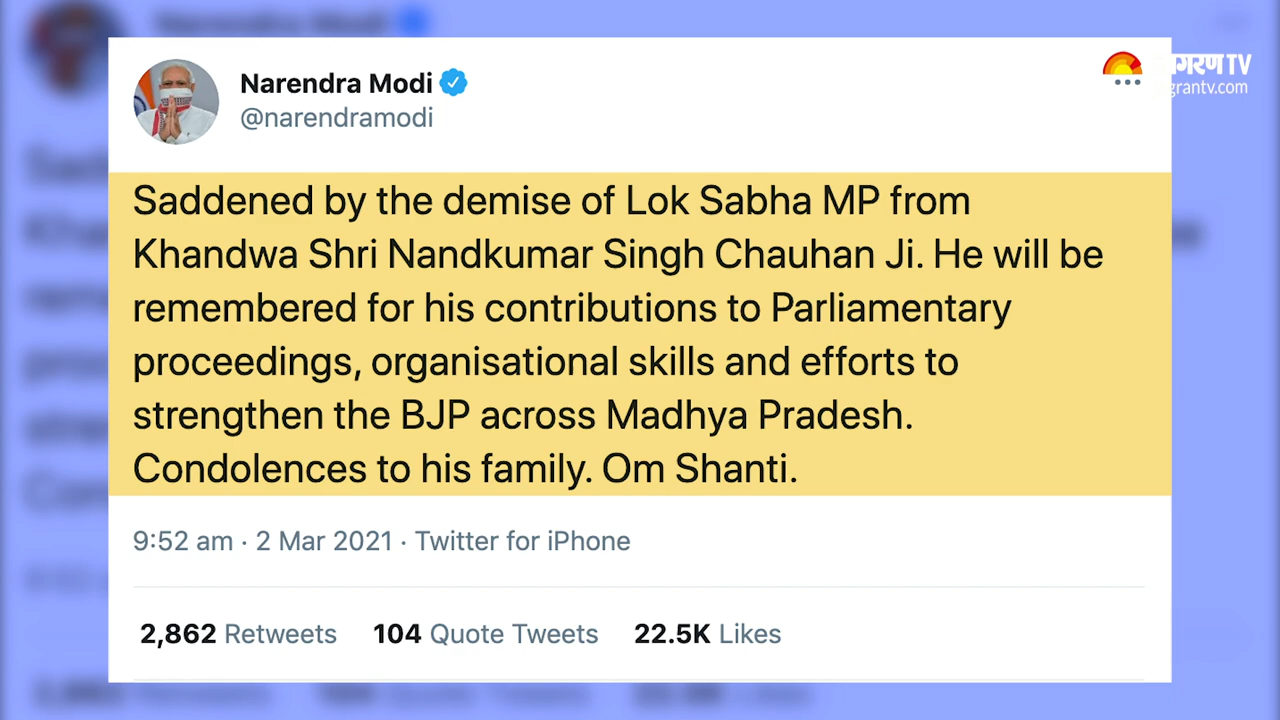 Narendra Modi
@narendramodi
Saddened by the demise of Lok Sabha MP from
Khandwa Shri Nandkumar Singh Chauhan Ji. He will be
remembered for his contributions to Parliamentary
proceedings, organisational skills and efforts to
strengthen the BJP across Madhya Pradesh.
Condolences to his family. Om Shanti.
9:52 am · 2 Mar 2021 · Twitter for iPhone
2,862 Retweets 104 Quote Tweets 22.5K Likes
TV